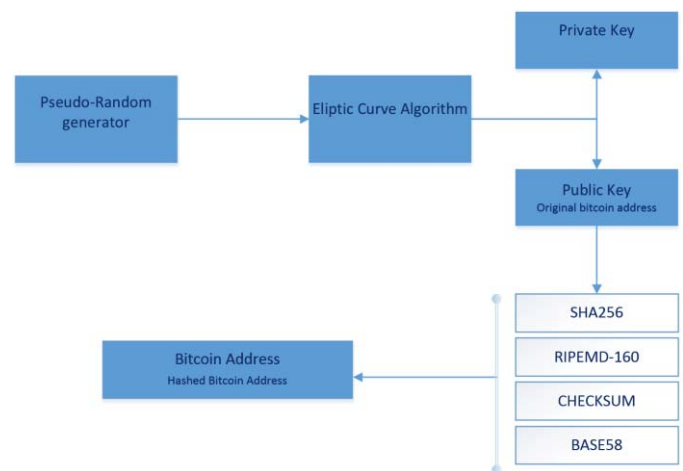 Private Key
Pseudo-Random
generator
Eliptic Curve Algorithm
Public Key
Original bitcoin address
SHA256
RIPEMD-160
CHECKSUM
BASE58
Bitcoin Address
Hashed Bitcoin Address